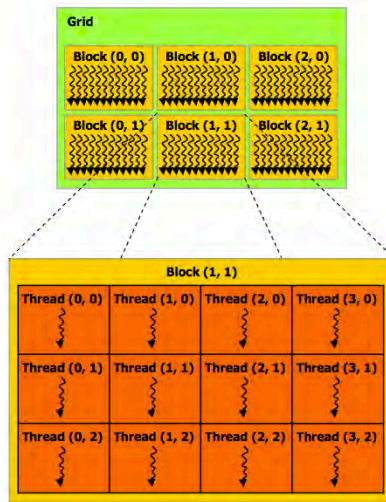 Grid
Block (0, 0) Block (1, 0) Block (2, 0)
Block (0, 1) Block (1, 1) Block (2, 1)
Block (1, 1)
Thread (0, 0) Thread (1, 0) Thread (2, 0) Thread (3, 0)
Thread (0, 1) Thread (1, 1) Thread (2, 1) Thread (3, 1)
Thread (0, 2) Thread (1, 2) Thread (2, 2) Thread (3, 2)